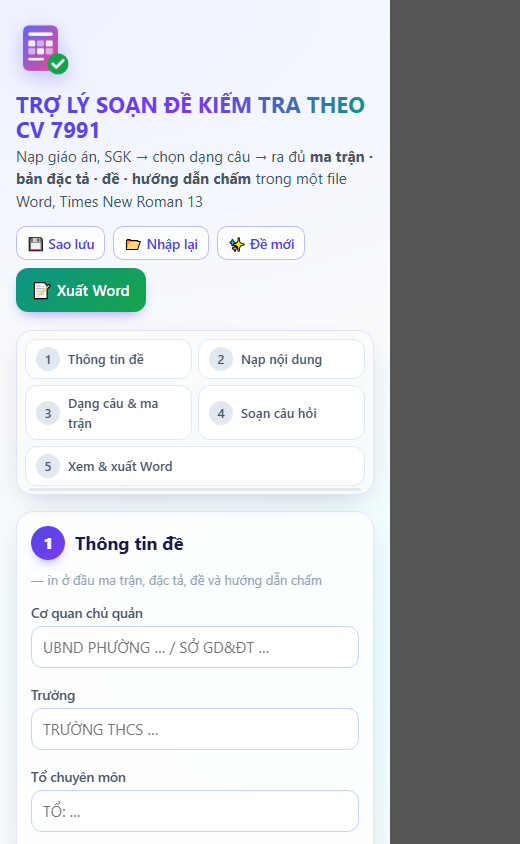 TRỢ LÝ SOẠN ĐỀ KIỂM TRA THEO
CV 7991
Nạp giáo án, SGK → chọn dạng câu → ra đủ ma trận ·
bản đặc tả · đề · hướng dẫn chấm trong một file
Word, Times New Roman 13
Sao lưu
Nhập lại
Đề mới
Xuất Word
1 Thông tin đề
2 Nạp nội dung
3 Dạng câu & ma
trận
4 Soạn câu hỏi
5 Xem & xuất Word
1 Thông tin đề
— in ở đầu ma trận, đặc tả, đề và hướng dẫn chấm
Cơ quan chủ quản
UBND PHƯỜNG ... / SỞ GD&ĐT ...
Trường
TRƯỜNG THCS ...
Tổ chuyên môn
TỔ: ...